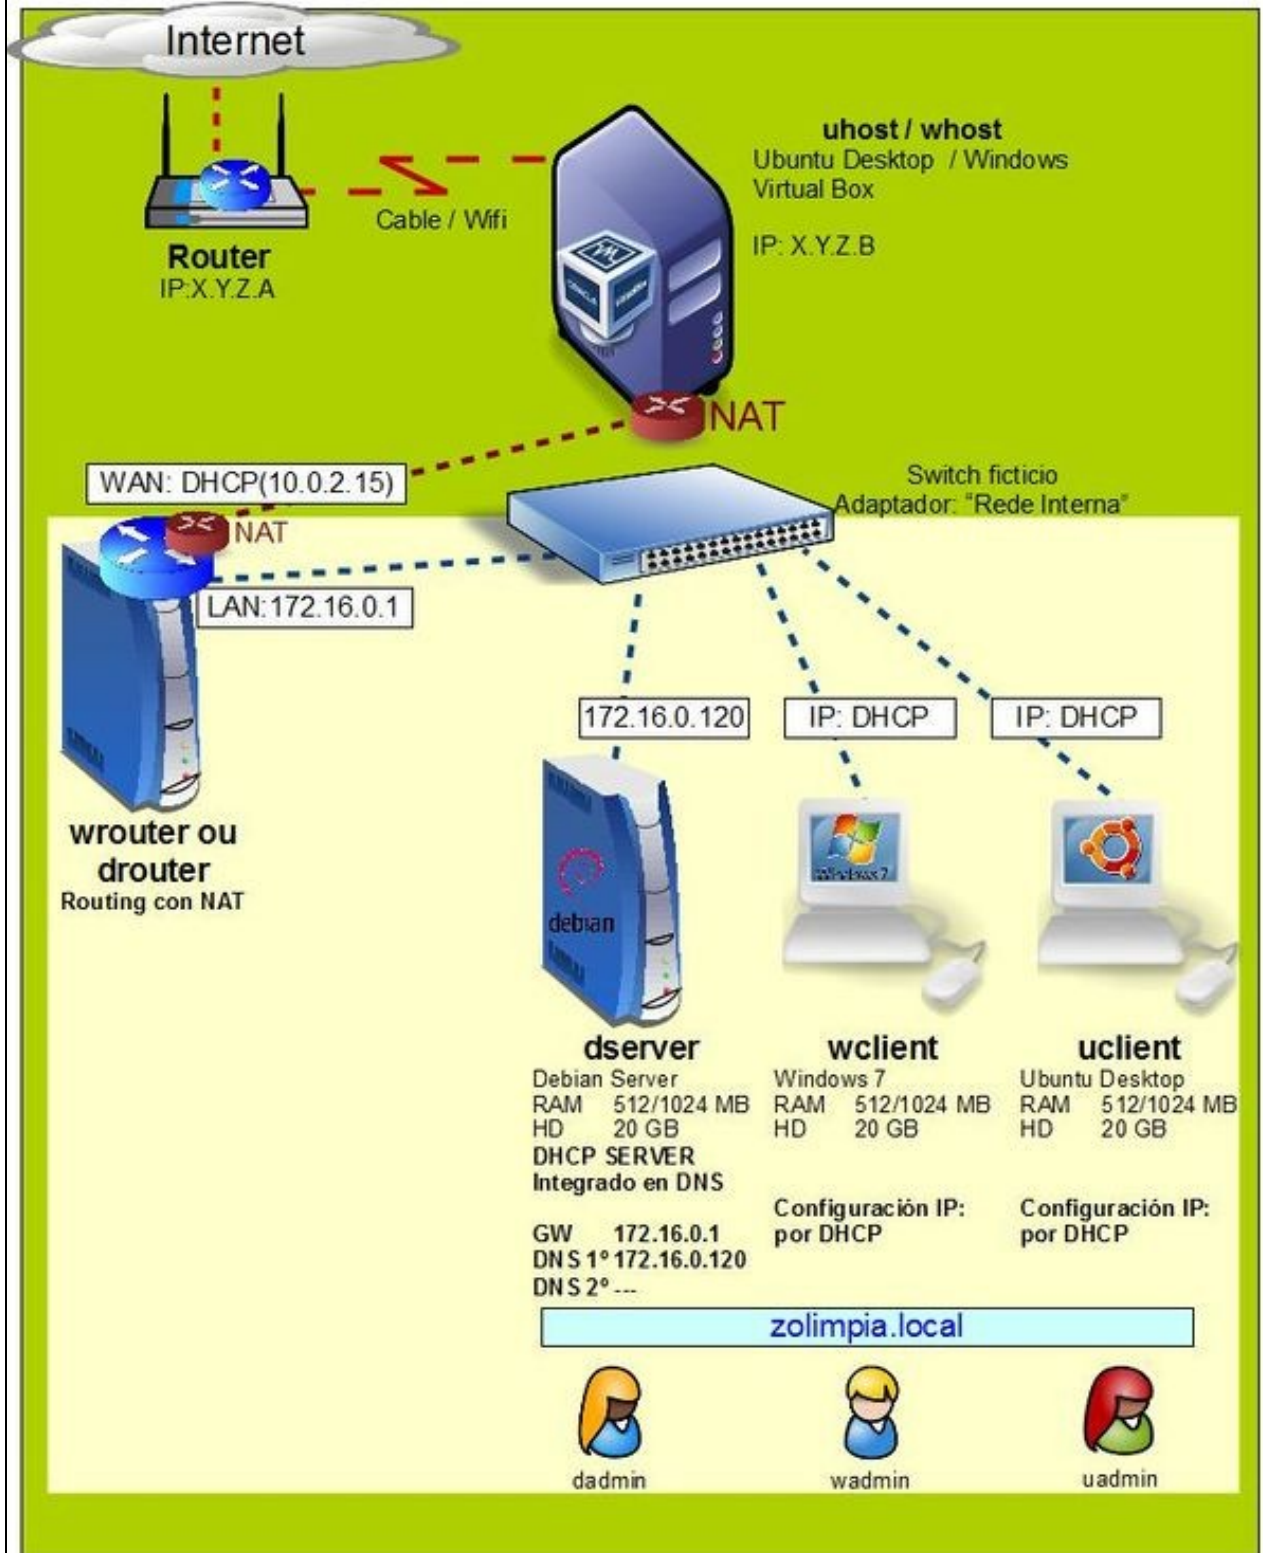 Internet
uhost / whost
Ubuntu Desktop / Windows
Virtual Box
IP: X.Y.Z.B
Cable / Wifi
Router
IP:X.Y.Z.A
NAT
WAN: DHCP(10.0.2.15)
NAT
Switch ficticio
Adaptador: "Rede Interna"
LAN:172.16.0.1
172.16.0.120
IP: DHCP
IP: DHCP
wrouter ou
drouter
Routing con NAT
debian
Windows 7
dserver
Debian Server
RAM 512/1024 MB
HD 20 GB
DHCP SERVER
Integrado en DNS
GW 172.16.0.1
DNS 1º 172.16.0.120
DNS 2º ---
wclient
Windows 7
RAM 512/1024 MB
HD 20 GB
Configuración IP:
por DHCP
uclient
Ubuntu Desktop
RAM 512/1024 MB
HD 20 GB
Configuración IP:
por DHCP
zolimpia.local
dadmin
wadmin
uadmin